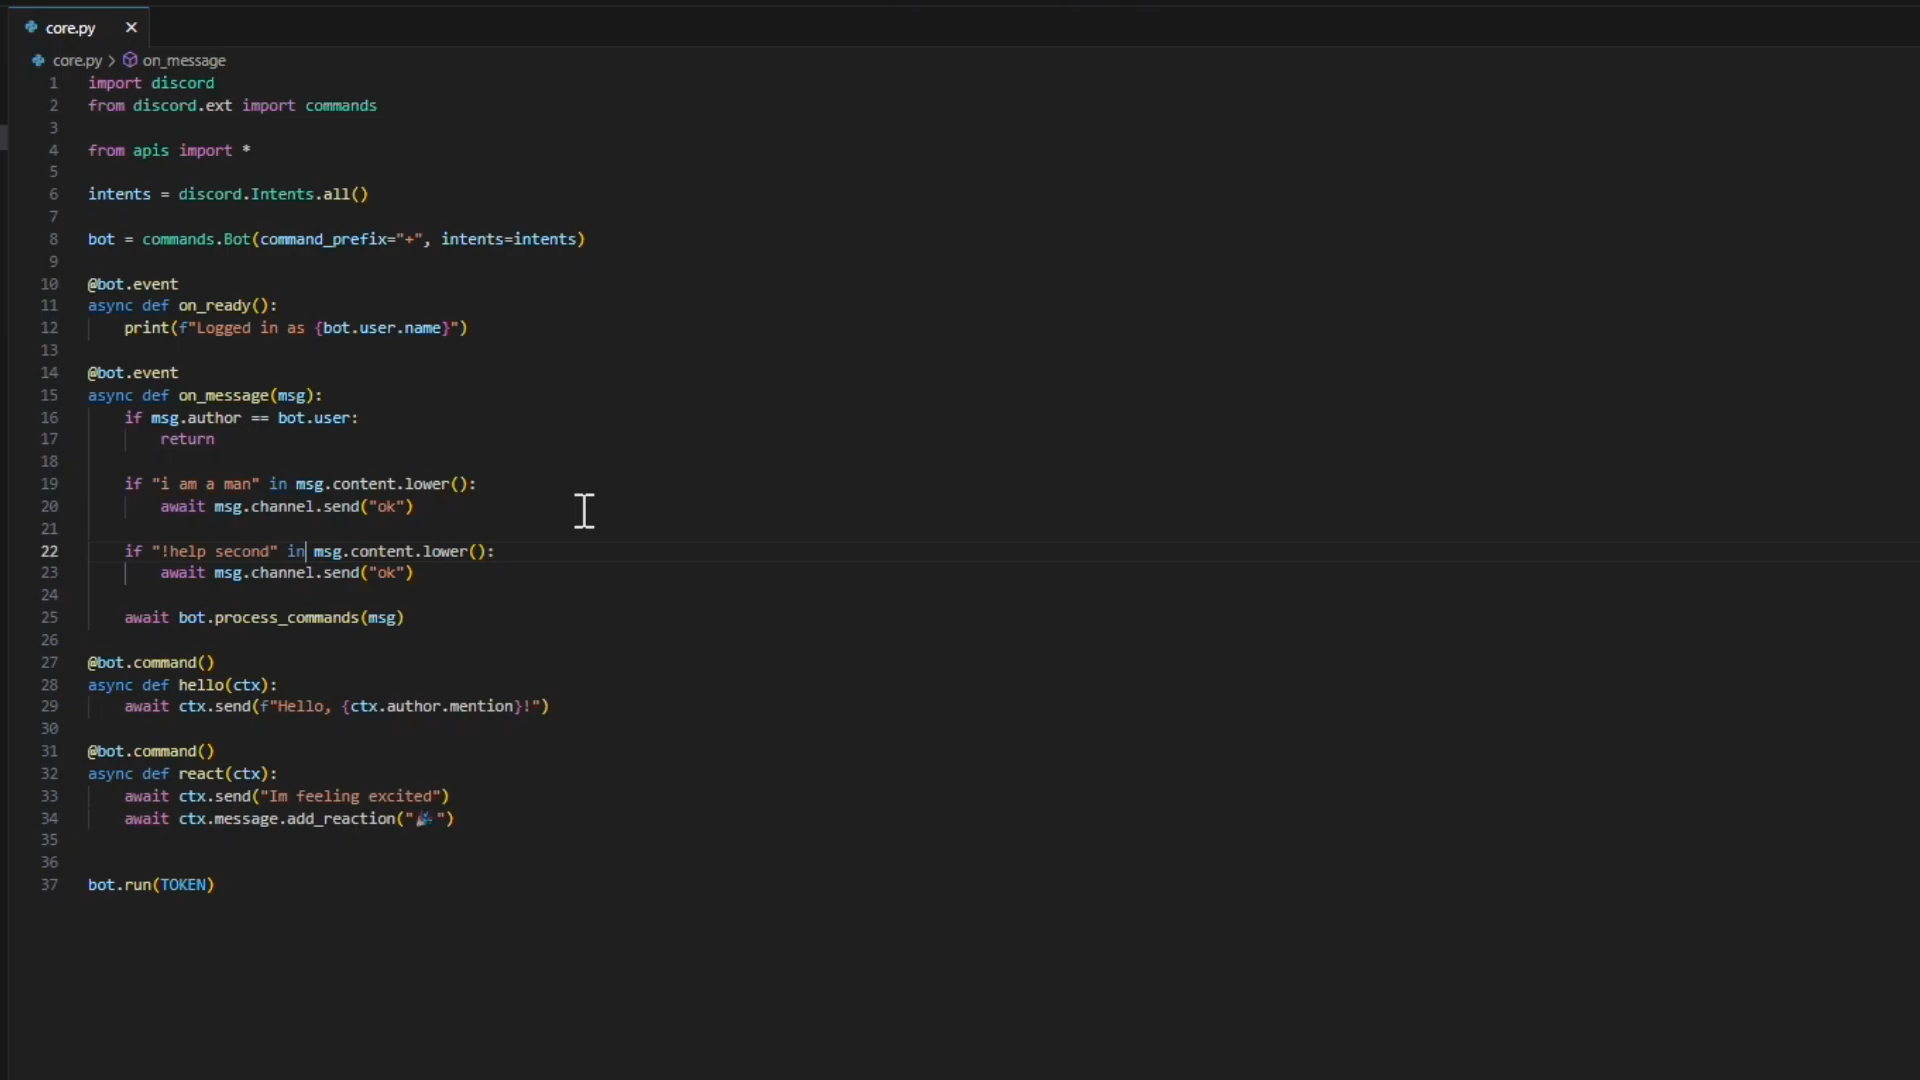 core.py
core.py > on_message
1 import discord
2 from discord.ext import commands
3
4 from apis import *
5
6 intents = discord.Intents.all()
7
8 bot = commands.Bot(command_prefix="+", intents=intents)
9
10 @bot.event
11 async def on_ready():
12     print(f"Logged in as {bot.user.name}")
13
14 @bot.event
15 async def on_message(msg):
16     if msg.author == bot.user:
17         return
18
19     if "i am a man" in msg.content.lower():
20         await msg.channel.send("ok")
21
22     if "!help second" in msg.content.lower():
23         await msg.channel.send("ok")
24
25     await bot.process_commands(msg)
26
27 @bot.command()
28 async def hello(ctx):
29     await ctx.send(f"Hello, {ctx.author.mention}!")
30
31 @bot.command()
32 async def react(ctx):
33     await ctx.send("Im feeling excited")
34     await ctx.message.add_reaction("🎉")
35
36
37 bot.run(TOKEN)